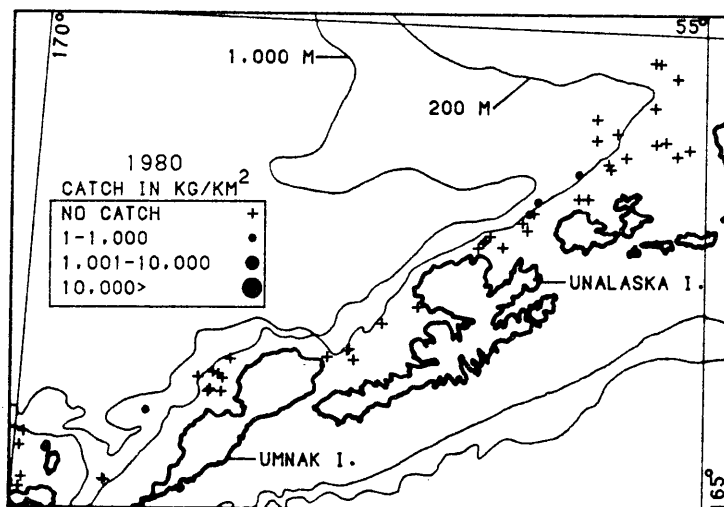 170°
55°
1.000 M
200 M
1980
CATCH IN KG/KM²
NO CATCH +
1-1.000
1.001-10.000
10.000>
UNALASKA I.
UMNAK I.
165°